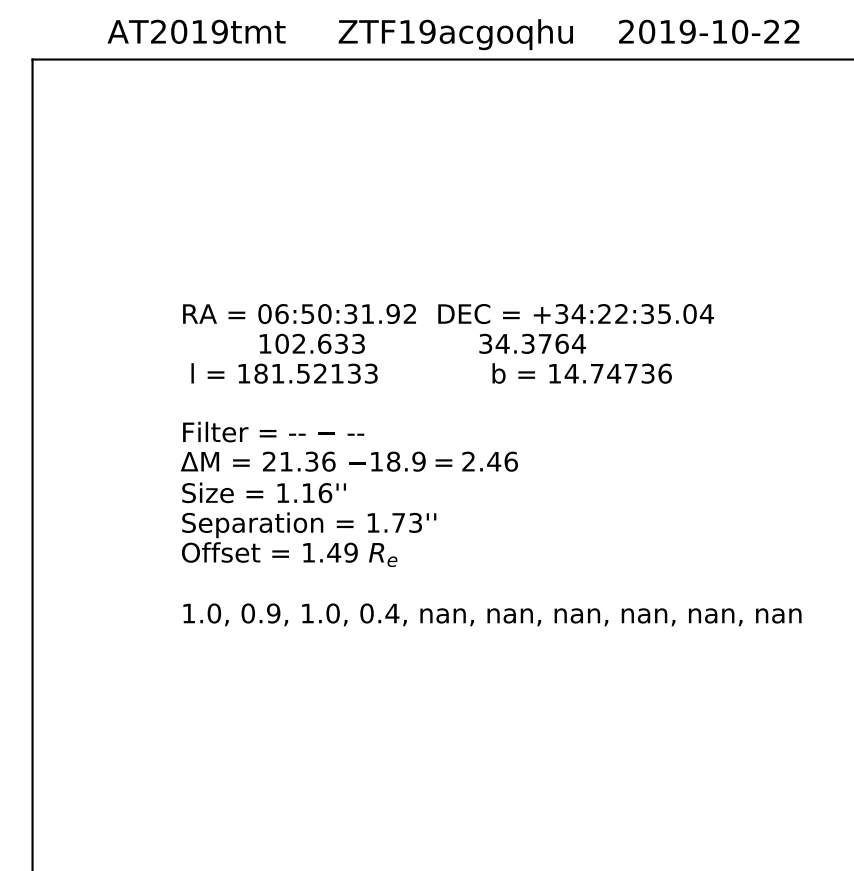 AT2019tmt ZTF19acgoqhu 2019-10-22
RA = 06:50:31.92 DEC = +34:22:35.04
102.633 34.3764
l = 181.52133 b = 14.74736
Filter = -- − --
ΔM = 21.36 −18.9 = 2.46
Size = 1.16''
Separation = 1.73''
Offset = 1.49 Rₑ
1.0, 0.9, 1.0, 0.4, nan, nan, nan, nan, nan, nan